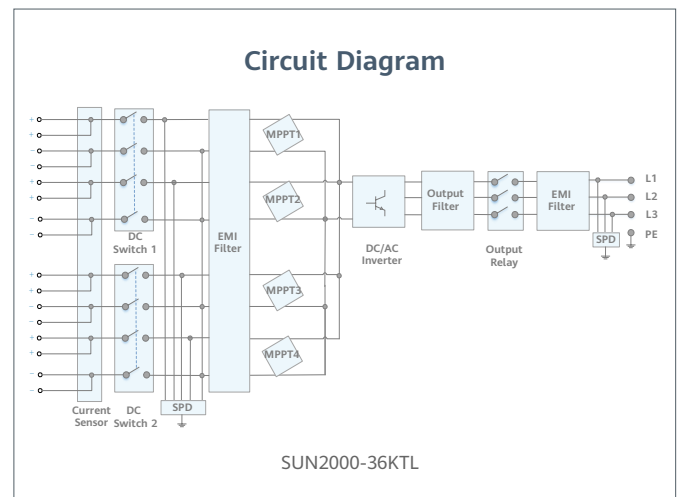 Circuit Diagram
+
+
−
−
+
+
−
−
+
+
−
−
+
+
−
−
MPPT1
MPPT2
MPPT3
MPPT4
DC
Switch 1
EMI
Filter
DC/AC
Inverter
Output
Filter
Output
Relay
EMI
Filter
L1
L2
L3
PE
SPD
Current
Sensor
DC
Switch 2
SPD
SUN2000-36KTL